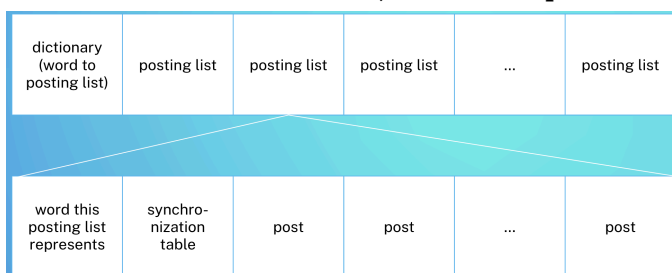 dictionary
(word to
posting list)
posting list
posting list
posting list
...
posting list
word this
posting list
represents
synchro-
nization
table
post
post
...
post